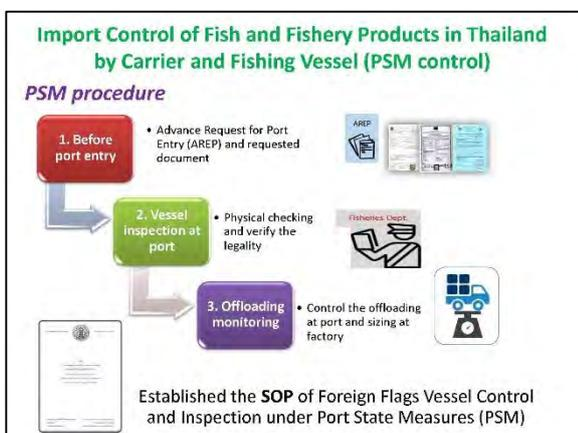 Import Control of Fish and Fishery Products in Thailand
by Carrier and Fishing Vessel (PSM control)
PSM procedure
1. Before
port entry
• Advance Request for Port
Entry (AREP) and requested
document
AREP
2. Vessel
inspection at
port
• Physical checking
and verify the
legality
Fisheries Dept.
3. Offloading
monitoring
• Control the offloading
at port and sizing at
factory
Established the SOP of Foreign Flags Vessel Control
and Inspection under Port State Measures (PSM)